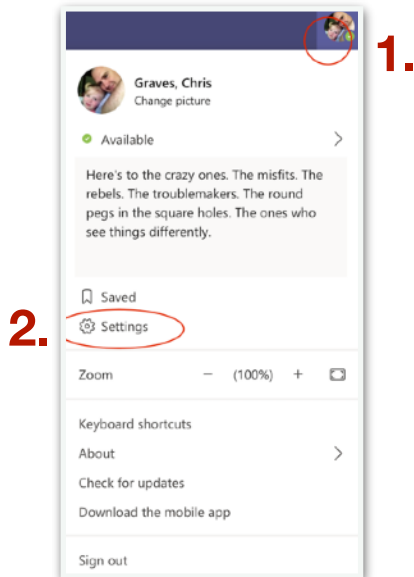 1.
Graves, Chris
Change picture
Available
Here's to the crazy ones. The misfits. The
rebels. The troublemakers. The round
pegs in the square holes. The ones who
see things differently.
Saved
2.
Settings
Zoom − (100%) +
Keyboard shortcuts
About
Check for updates
Download the mobile app
Sign out